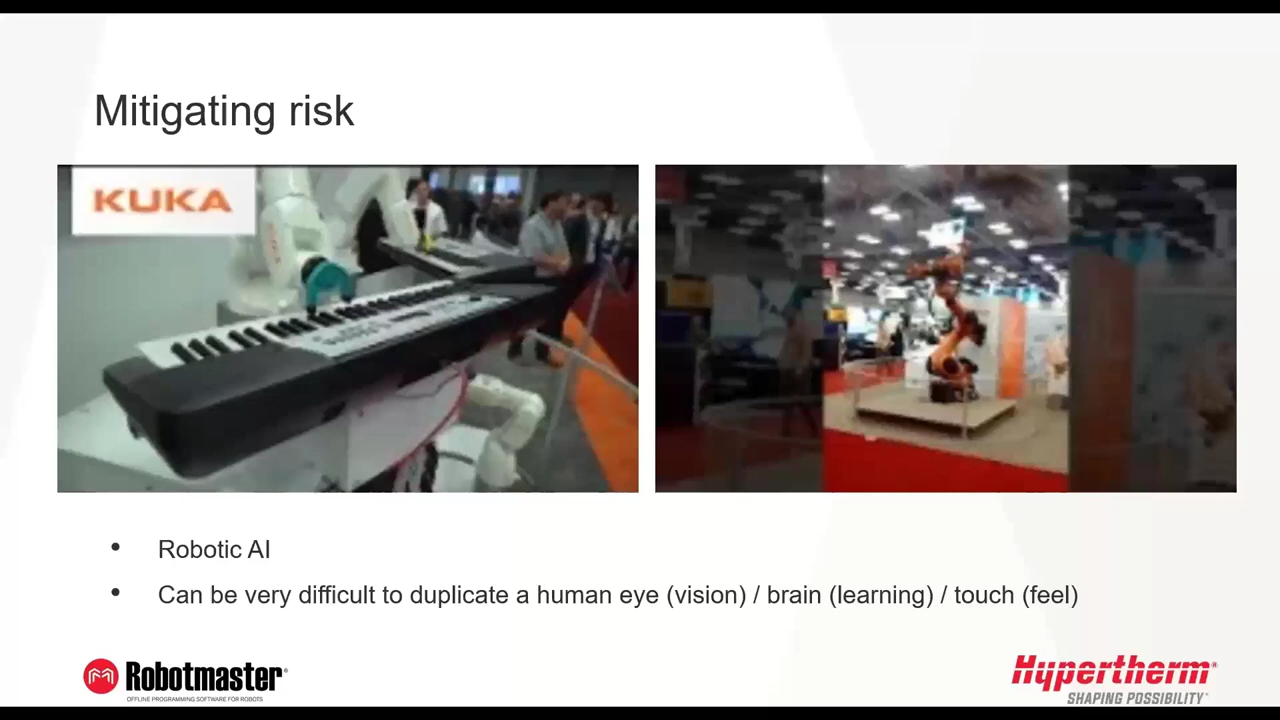 Mitigating risk
KUKA
• Robotic AI
• Can be very difficult to duplicate a human eye (vision) / brain (learning) / touch (feel)
Robotmaster®
OFFLINE PROGRAMMING SOFTWARE FOR ROBOTS
Hypertherm®
SHAPING POSSIBILITY®